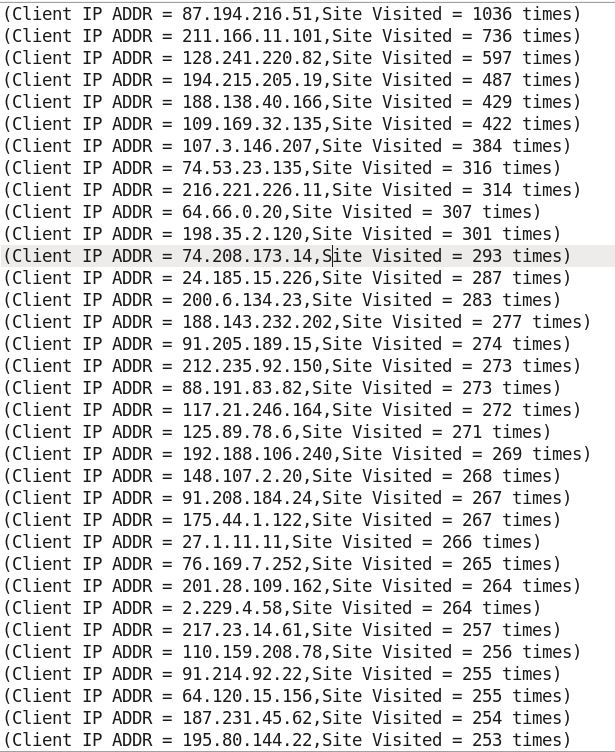 (Client IP ADDR = 87.194.216.51,Site Visited = 1036 times)
(Client IP ADDR = 211.166.11.101,Site Visited = 736 times)
(Client IP ADDR = 128.241.220.82,Site Visited = 597 times)
(Client IP ADDR = 194.215.205.19,Site Visited = 487 times)
(Client IP ADDR = 188.138.40.166,Site Visited = 429 times)
(Client IP ADDR = 109.169.32.135,Site Visited = 422 times)
(Client IP ADDR = 107.3.146.207,Site Visited = 384 times)
(Client IP ADDR = 74.53.23.135,Site Visited = 316 times)
(Client IP ADDR = 216.221.226.11,Site Visited = 314 times)
(Client IP ADDR = 64.66.0.20,Site Visited = 307 times)
(Client IP ADDR = 198.35.2.120,Site Visited = 301 times)
(Client IP ADDR = 74.208.173.14,Site Visited = 293 times)
(Client IP ADDR = 24.185.15.226,Site Visited = 287 times)
(Client IP ADDR = 200.6.134.23,Site Visited = 283 times)
(Client IP ADDR = 188.143.232.202,Site Visited = 277 times)
(Client IP ADDR = 91.205.189.15,Site Visited = 274 times)
(Client IP ADDR = 212.235.92.150,Site Visited = 273 times)
(Client IP ADDR = 88.191.83.82,Site Visited = 273 times)
(Client IP ADDR = 117.21.246.164,Site Visited = 272 times)
(Client IP ADDR = 125.89.78.6,Site Visited = 271 times)
(Client IP ADDR = 192.188.106.240,Site Visited = 269 times)
(Client IP ADDR = 148.107.2.20,Site Visited = 268 times)
(Client IP ADDR = 91.208.184.24,Site Visited = 267 times)
(Client IP ADDR = 175.44.1.122,Site Visited = 267 times)
(Client IP ADDR = 27.1.11.11,Site Visited = 266 times)
(Client IP ADDR = 76.169.7.252,Site Visited = 265 times)
(Client IP ADDR = 201.28.109.162,Site Visited = 264 times)
(Client IP ADDR = 2.229.4.58,Site Visited = 264 times)
(Client IP ADDR = 217.23.14.61,Site Visited = 257 times)
(Client IP ADDR = 110.159.208.78,Site Visited = 256 times)
(Client IP ADDR = 91.214.92.22,Site Visited = 255 times)
(Client IP ADDR = 64.120.15.156,Site Visited = 255 times)
(Client IP ADDR = 187.231.45.62,Site Visited = 254 times)
(Client IP ADDR = 195.80.144.22,Site Visited = 253 times)